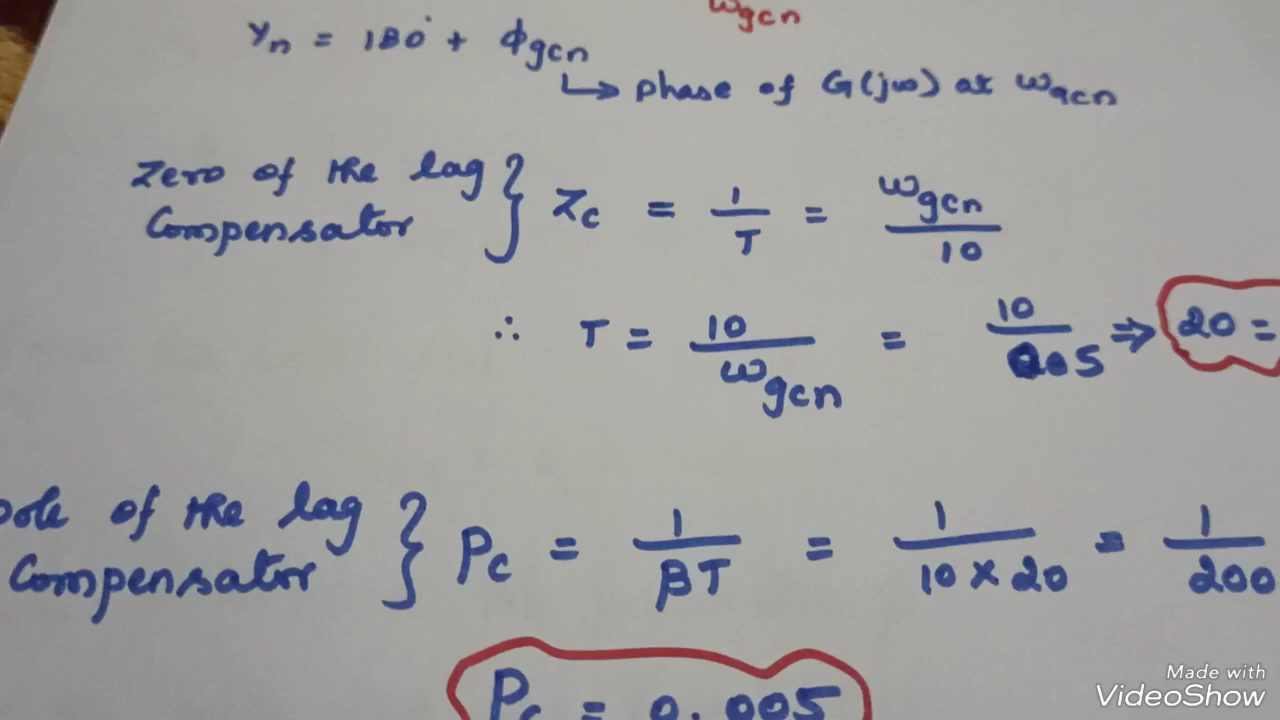 ωgcn
γn = 180° + ϕgcn
↳ phase of G(jω) at ωgcn
Zero of the lag Compensator } Zc = 1/T = ωgcn/10
∴ T = 10/ωgcn = 10/0.5 ⇒ 20 =
pole of the lag Compensator } Pc = 1/βT = 1/(10 × 20) = 1/200
Pc = 0.005
Made with
VideoShow